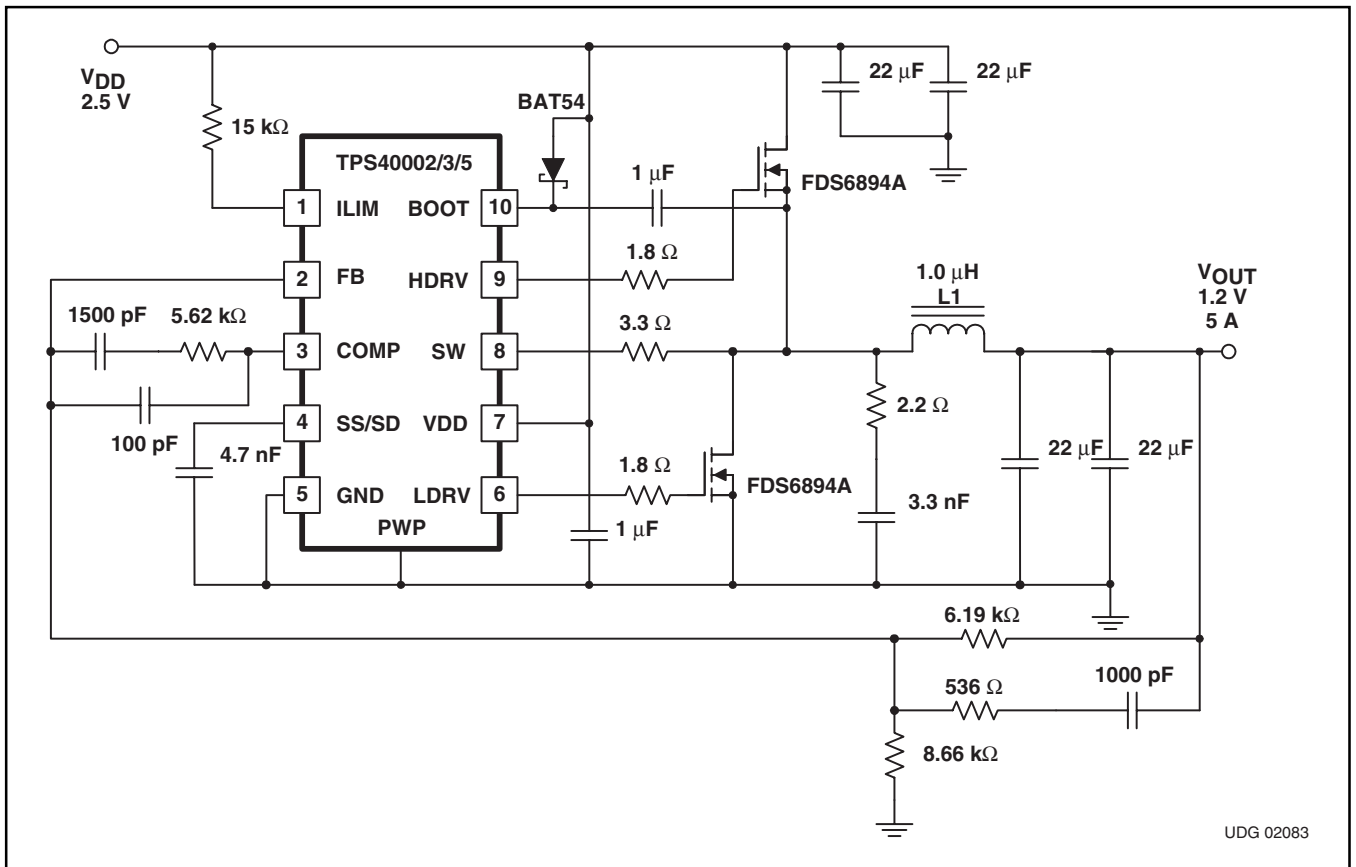 VDD
2.5 V
15 kΩ
BAT54
22 μF
22 μF
TPS40002/3/5
1 μF
FDS6894A
1
ILIM
BOOT
10
1.8 Ω
2
FB
HDRV
9
1.0 μH
L1
VOUT
1.2 V
5 A
1500 pF
5.62 kΩ
3.3 Ω
3
COMP
SW
8
2.2 Ω
100 pF
4
SS/SD
VDD
7
4.7 nF
1.8 Ω
22 μF
22 μF
FDS6894A
5
GND
LDRV
6
3.3 nF
PWP
1 μF
6.19 kΩ
1000 pF
536 Ω
8.66 kΩ
UDG 02083